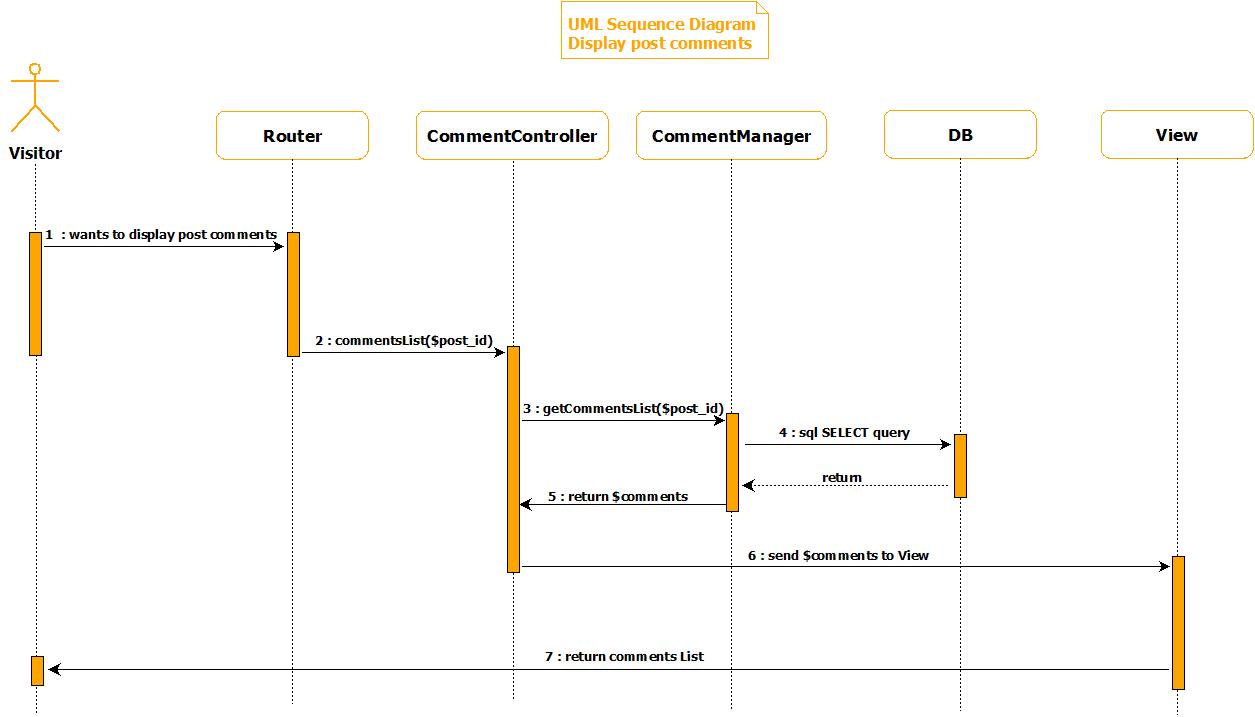 UML Sequence Diagram
Display post comments
Visitor
Router
CommentController
CommentManager
DB
View
1 : wants to display post comments
2 : commentsList($post_id)
3 : getCommentsList($post_id)
4 : sql SELECT query
return
5 : return $comments
6 : send $comments to View
7 : return comments List